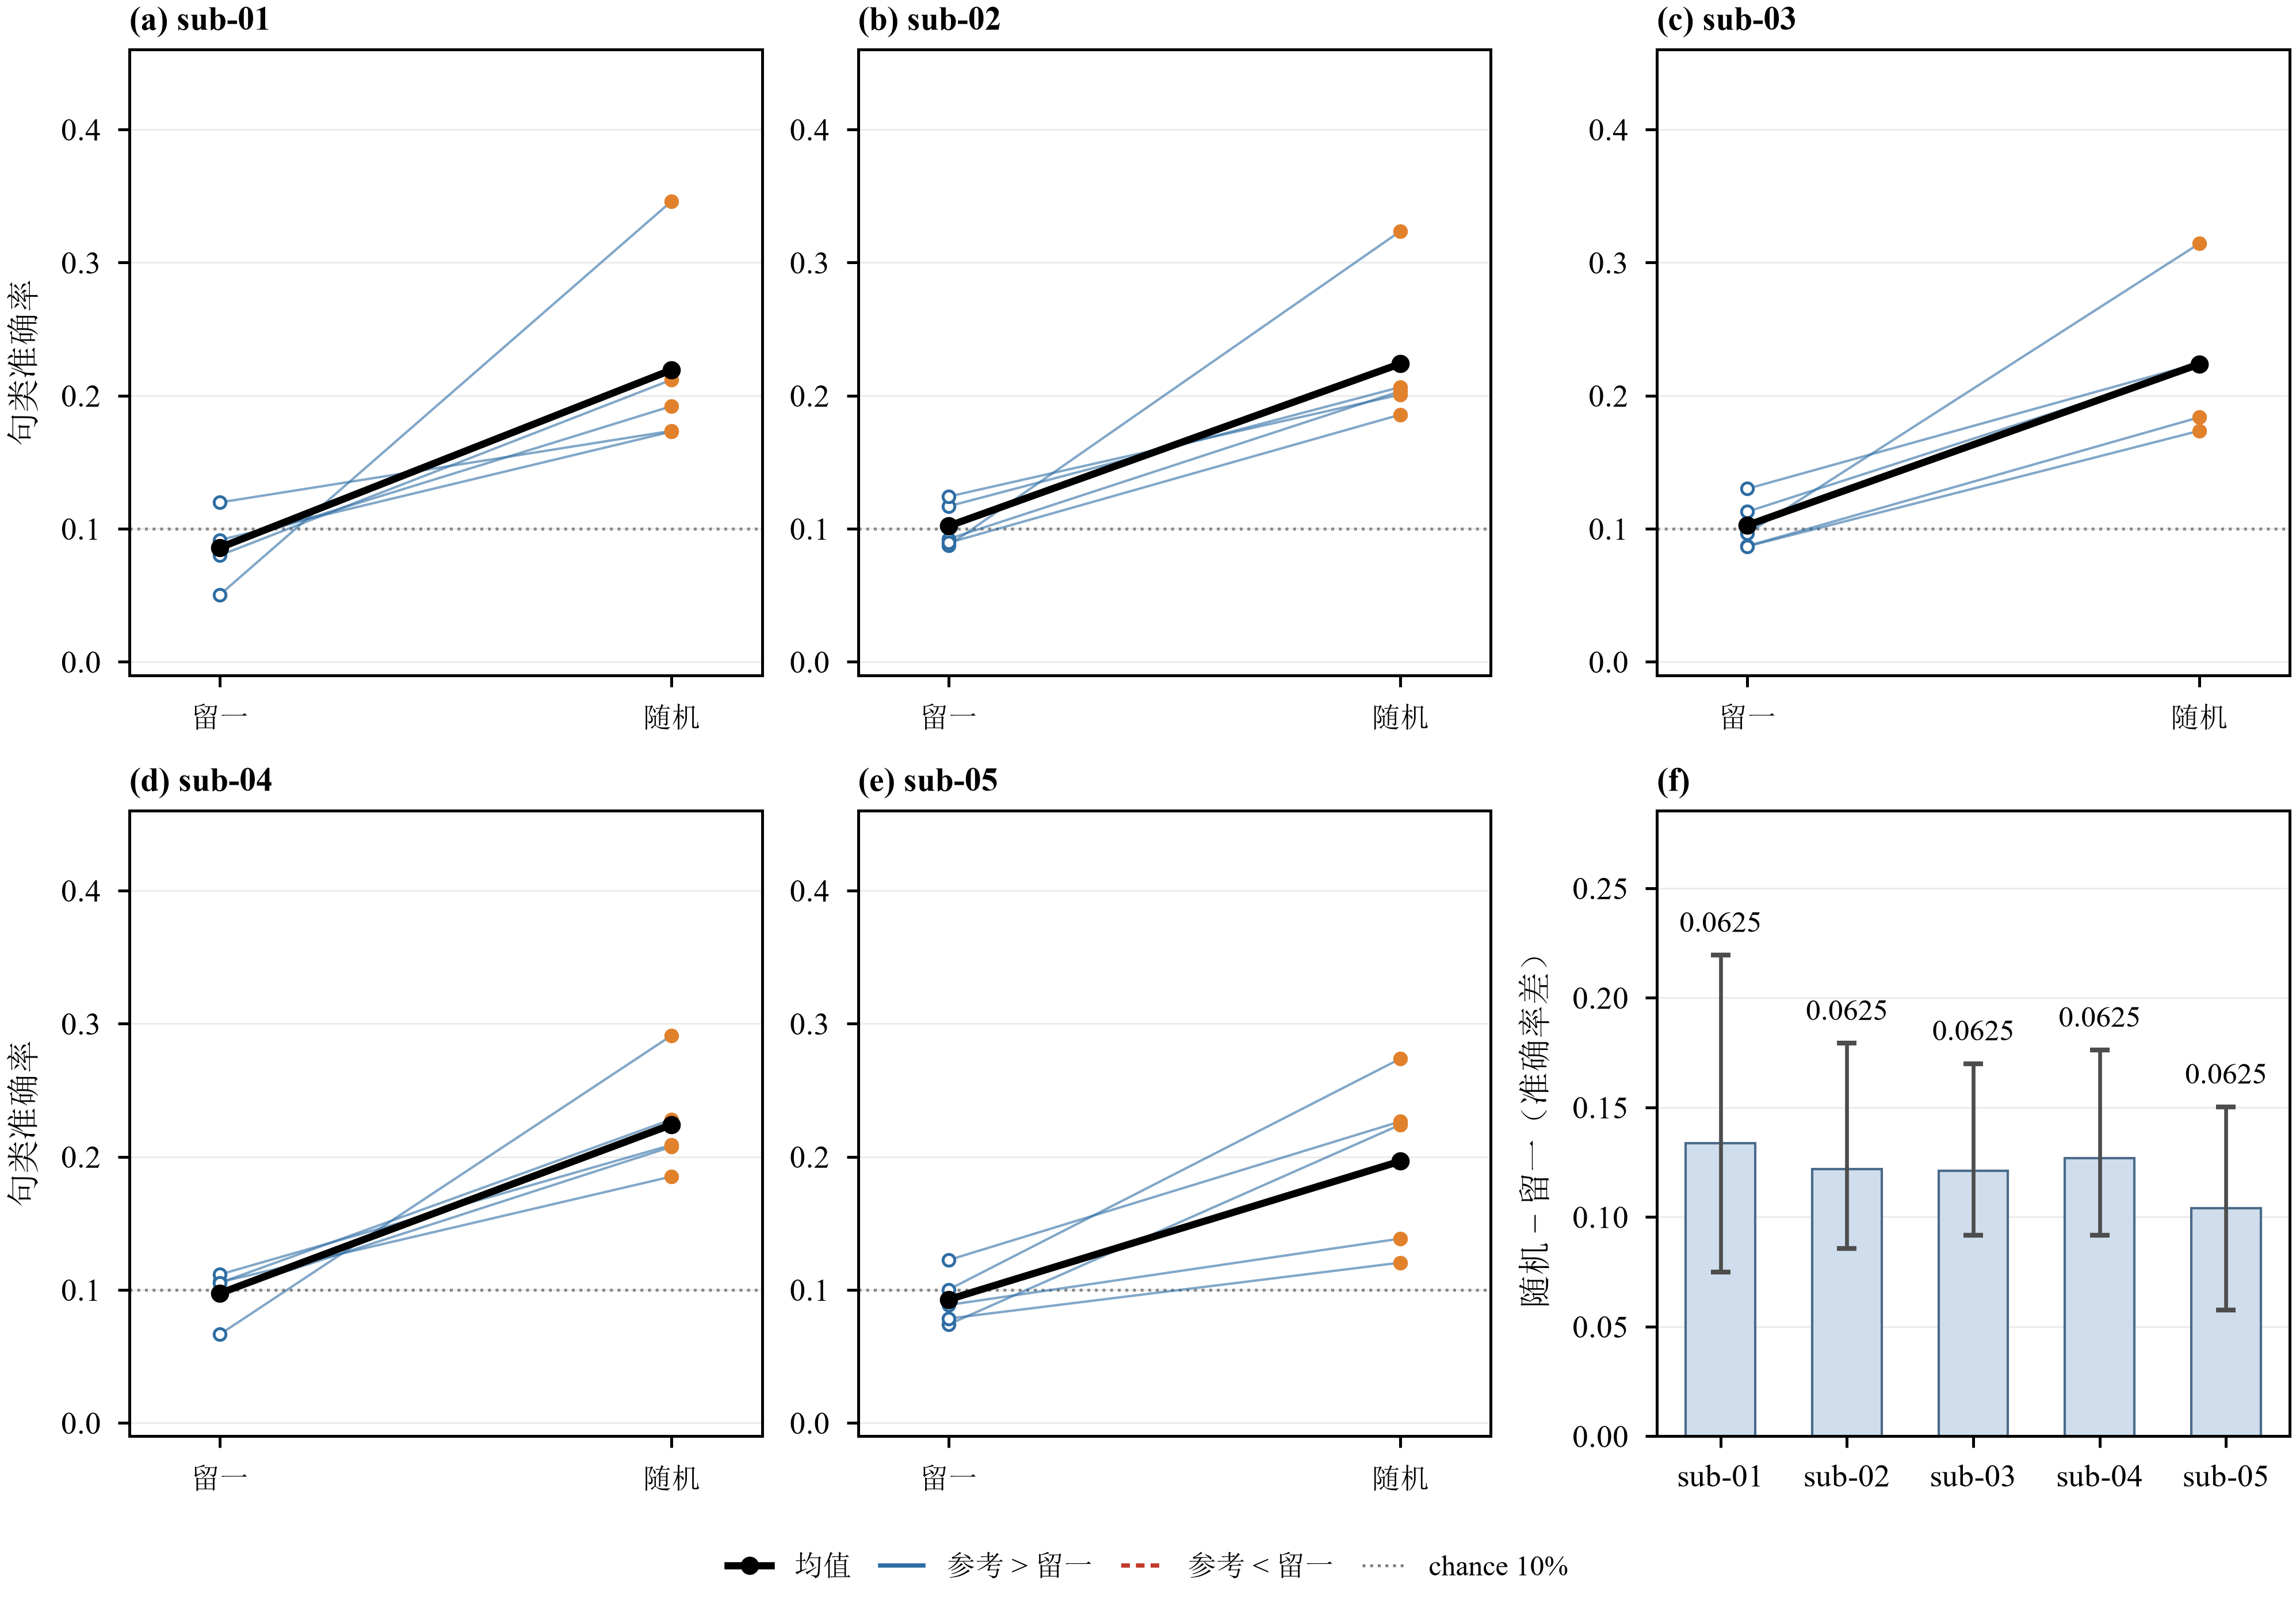 (a) sub-01
(b) sub-02
(c) sub-03
句类准确率
0.4
0.3
0.2
0.1
0.0
留一
随机
0.4
0.3
0.2
0.1
0.0
留一
随机
0.4
0.3
0.2
0.1
0.0
留一
随机
(d) sub-04
(e) sub-05
(f)
句类准确率
0.4
0.3
0.2
0.1
0.0
留一
随机
0.4
0.3
0.2
0.1
0.0
留一
随机
随机 − 留一（准确率差）
0.25
0.20
0.15
0.10
0.05
0.00
0.0625
0.0625
0.0625
0.0625
0.0625
sub-01
sub-02
sub-03
sub-04
sub-05
均值
参考 > 留一
参考 < 留一
chance 10%